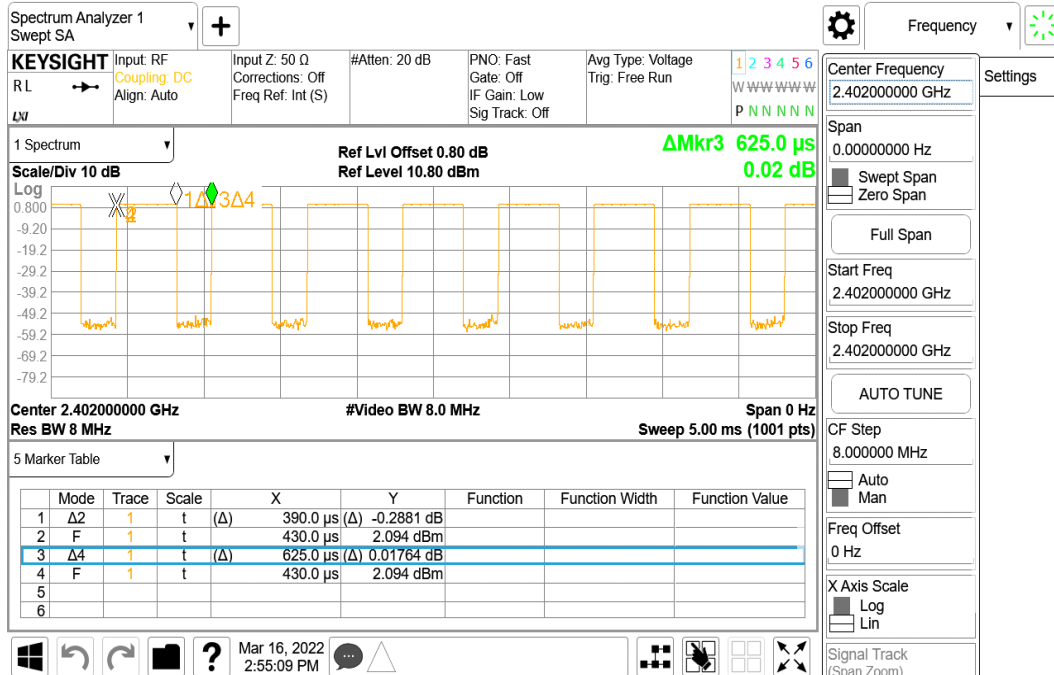 Spectrum Analyzer 1
Swept SA
Frequency
KEYSIGHT
R L
LXI
Input: RF
Coupling: DC
Align: Auto
Input Z: 50 Ω
Corrections: Off
Freq Ref: Int (S)
#Atten: 20 dB
PNO: Fast
Gate: Off
IF Gain: Low
Sig Track: Off
Avg Type: Voltage
Trig: Free Run
1 2 3 4 5 6
W W W W W W
P N N N N N
1 Spectrum
Scale/Div 10 dB
Ref Lvl Offset 0.80 dB
Ref Level 10.80 dBm
ΔMkr3 625.0 µs
0.02 dB
Log
1Δ2 3Δ4
0.800
-9.20
-19.2
-29.2
-39.2
-49.2
-59.2
-69.2
-79.2
Center 2.402000000 GHz
#Video BW 8.0 MHz
Span 0 Hz
Res BW 8 MHz
Sweep 5.00 ms (1001 pts)
5 Marker Table
Mode Trace Scale X Y Function Function Width Function Value
1 Δ2 1 t (Δ) 390.0 µs (Δ) -0.2881 dB
2 F 1 t 430.0 µs 2.094 dBm
3 Δ4 1 t (Δ) 625.0 µs (Δ) 0.01764 dB
4 F 1 t 430.0 µs 2.094 dBm
5
6
?
Mar 16, 2022
2:55:09 PM
Center Frequency
2.402000000 GHz
Settings
Span
0.00000000 Hz
Swept Span
Zero Span
Full Span
Start Freq
2.402000000 GHz
Stop Freq
2.402000000 GHz
AUTO TUNE
CF Step
8.000000 MHz
Auto
Man
Freq Offset
0 Hz
X Axis Scale
Log
Lin
Signal Track
(Span Zoom)